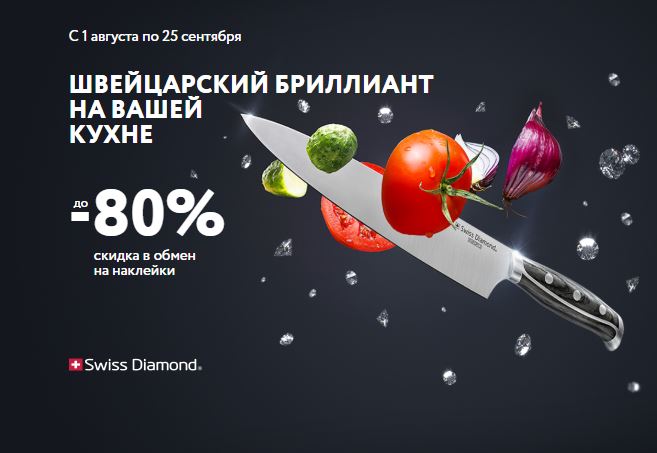 С 1 августа по 25 сентября
ШВЕЙЦАРСКИЙ БРИЛЛИАНТ
НА ВАШЕЙ
КУХНЕ
до
-80%
скидка в обмен
на наклейки
Swiss Diamond
Swiss Diamond